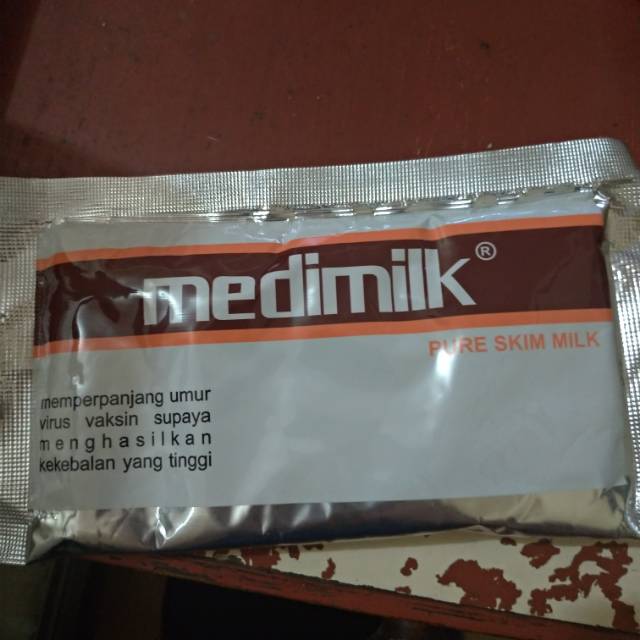 medimilk®
PURE SKIM MILK
memperpanjang umur
virus vaksin supaya
menghasilkan
kekebalan yang tinggi